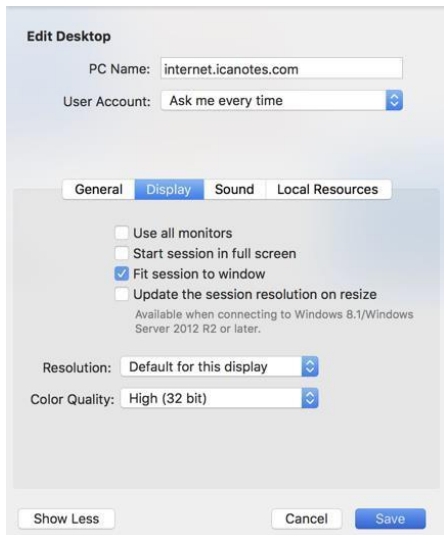 Edit Desktop
PC Name: internet.icanotes.com
User Account: Ask me every time
General Display Sound Local Resources
Use all monitors
Start session in full screen
Fit session to window
Update the session resolution on resize
Available when connecting to Windows 8.1/Windows
Server 2012 R2 or later.
Resolution: Default for this display
Color Quality: High (32 bit)
Show Less Cancel Save